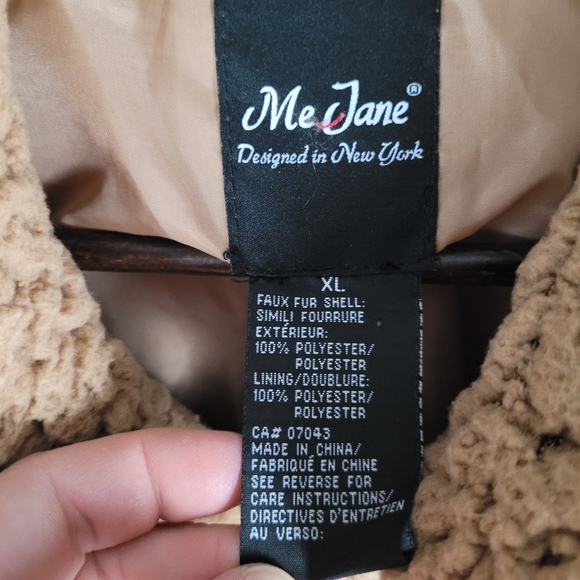 Me Jane®
Designed in New York
XL
FAUX FUR SHELL:
SIMILI FOURRURE
EXTÉRIEUR:
100% POLYESTER/
POLYESTER
LINING/DOUBLURE:
100% POLYESTER/
POLYESTER
CA# 07043
MADE IN CHINA/
FABRIQUÉ EN CHINE
SEE REVERSE FOR
CARE INSTRUCTIONS/
DIRECTIVES D'ENTRETIEN
AU VERSO: